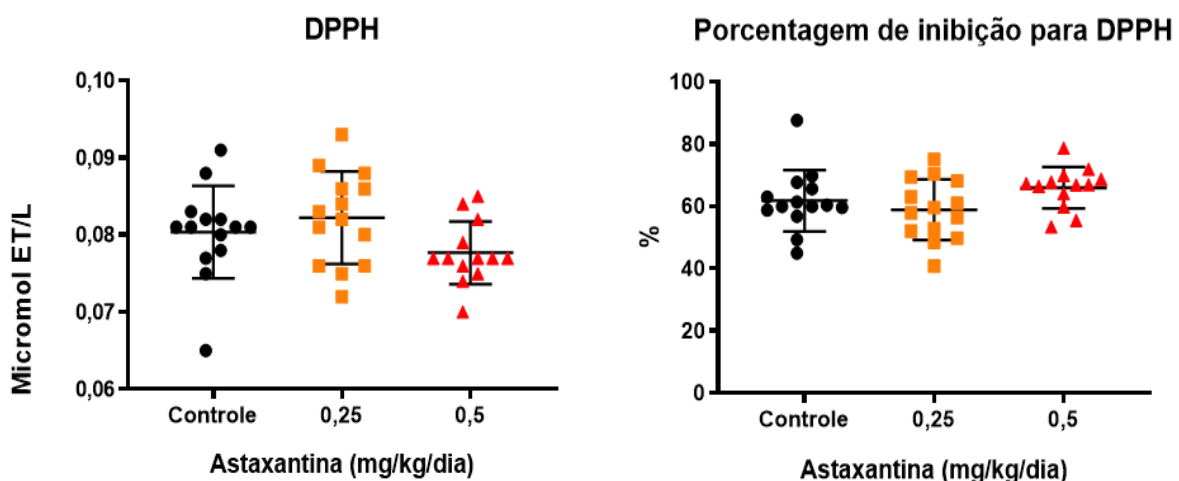 DPPH
Micromol ET/L
0,10
0,09
0,08
0,07
0,06
Controle 0,25 0,5
Astaxantina (mg/kg/dia)
Porcentagem de inibição para DPPH
%
100
80
60
40
20
0
Controle 0,25 0,5
Astaxantina (mg/kg/dia)